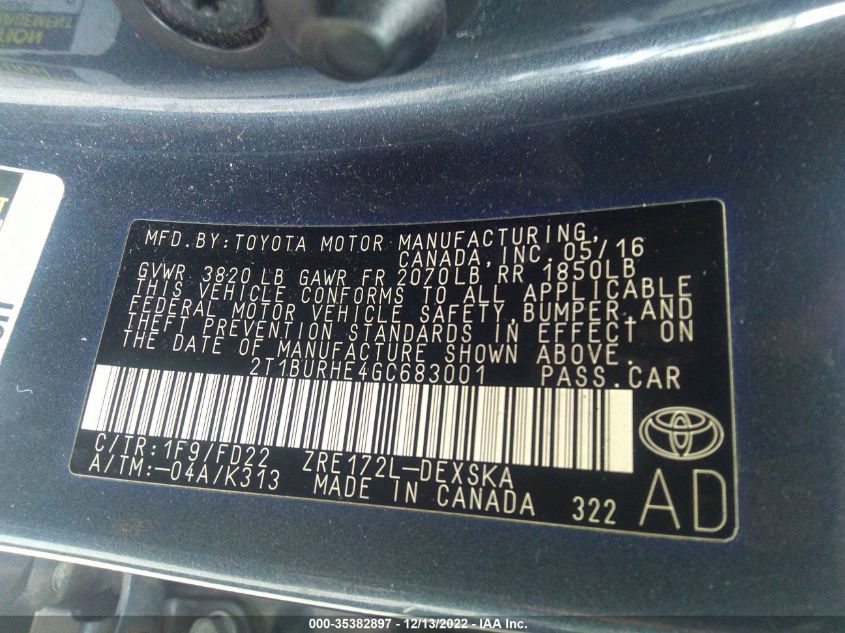 MFD. BY: TOYOTA MOTOR MANUFACTURING,
CANADA, INC. 05/16
GVWR 3820 LB GAWR FR 2070LB RR 1850LB
THIS VEHICLE CONFORMS TO ALL APPLICABLE
FEDERAL MOTOR VEHICLE SAFETY, BUMPER, AND
THEFT PREVENTION STANDARDS IN EFFECT ON
THE DATE OF MANUFACTURE SHOWN ABOVE.
2T1BURHE4GC683001 PASS. CAR
C/TR: 1F9/FD22 ZRE172L-DEXSKA
A/TM: -04A/K313 MADE IN CANADA 322
AD
000-35382897 - 12/13/2022 - IAA Inc.